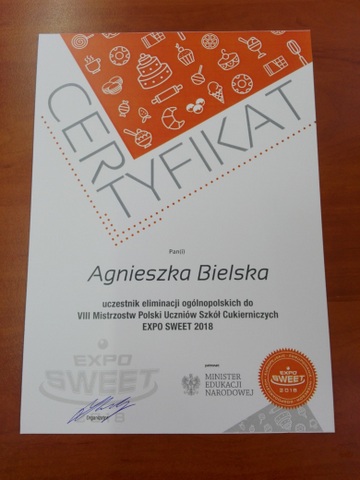 CERTYFIKAT
Pan(i)
Agnieszka Bielska
uczestnik eliminacji ogólnopolskich do
VIII Mistrzostw Polski Uczniów Szkół Cukierniczych
EXPO SWEET 2018
EXPO
SWEET
Organizator
patronat:
MINISTER
EDUKACJI
NARODOWEJ
EXPO
SWEET
2018